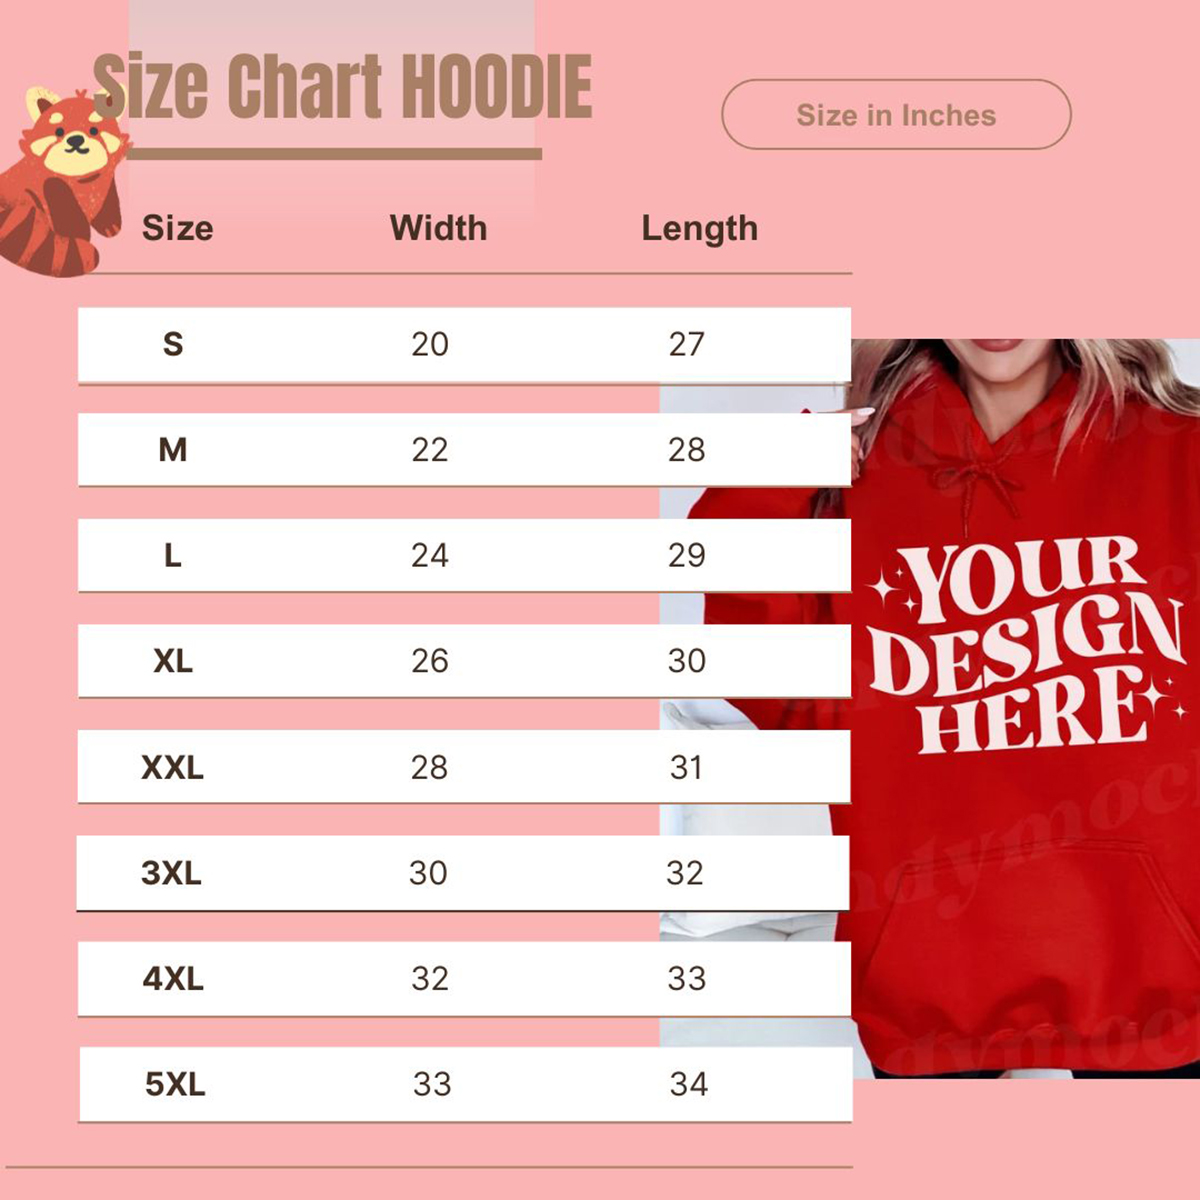 Size Chart HOODIE
Size in Inches
Size Width Length
S 20 27
M 22 28
L 24 29
XL 26 30
XXL 28 31
3XL 30 32
4XL 32 33
5XL 33 34
YOUR
DESIGN
HERE